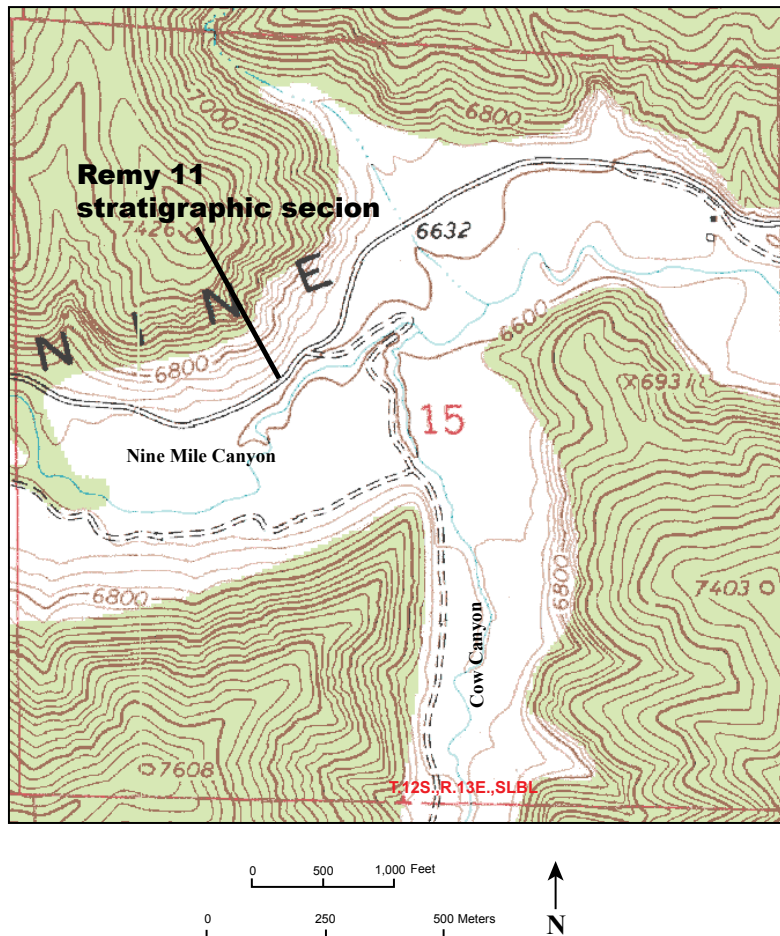 7000
6800
Remy 11
stratigraphic secion
7426
6632
N I N E
6600
6800
6931
15
Nine Mile Canyon
6800
6800
7403
Cow Canyon
7608
T.12S., R.13E.,SLBL
0 500 1,000 Feet
0 250 500 Meters
N